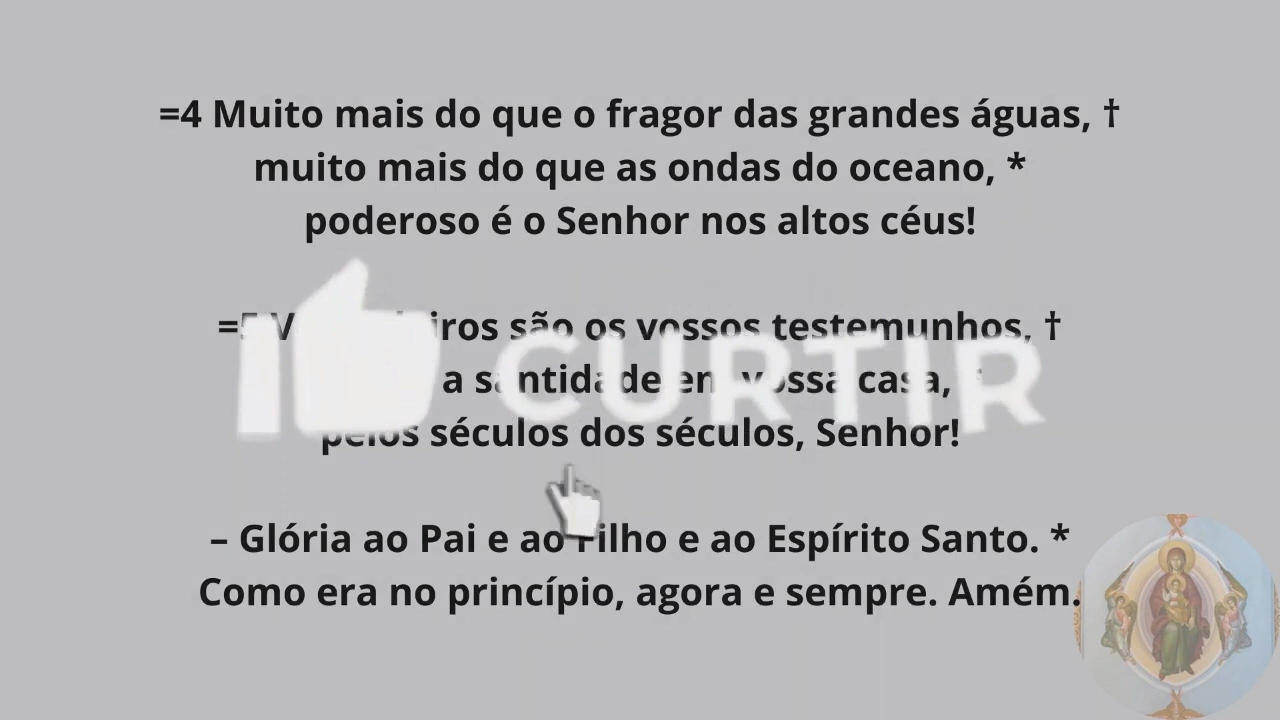 =4 Muito mais do que o fragor das grandes águas, †
muito mais do que as ondas do oceano, *
poderoso é o Senhor nos altos céus!
são os vossos testemunhos, †
a santidade em vossa casa, *
pelos séculos dos séculos, Senhor!
CURTIR
– Glória ao Pai e ao Filho e ao Espírito Santo. *
Como era no princípio, agora e sempre. Amém.